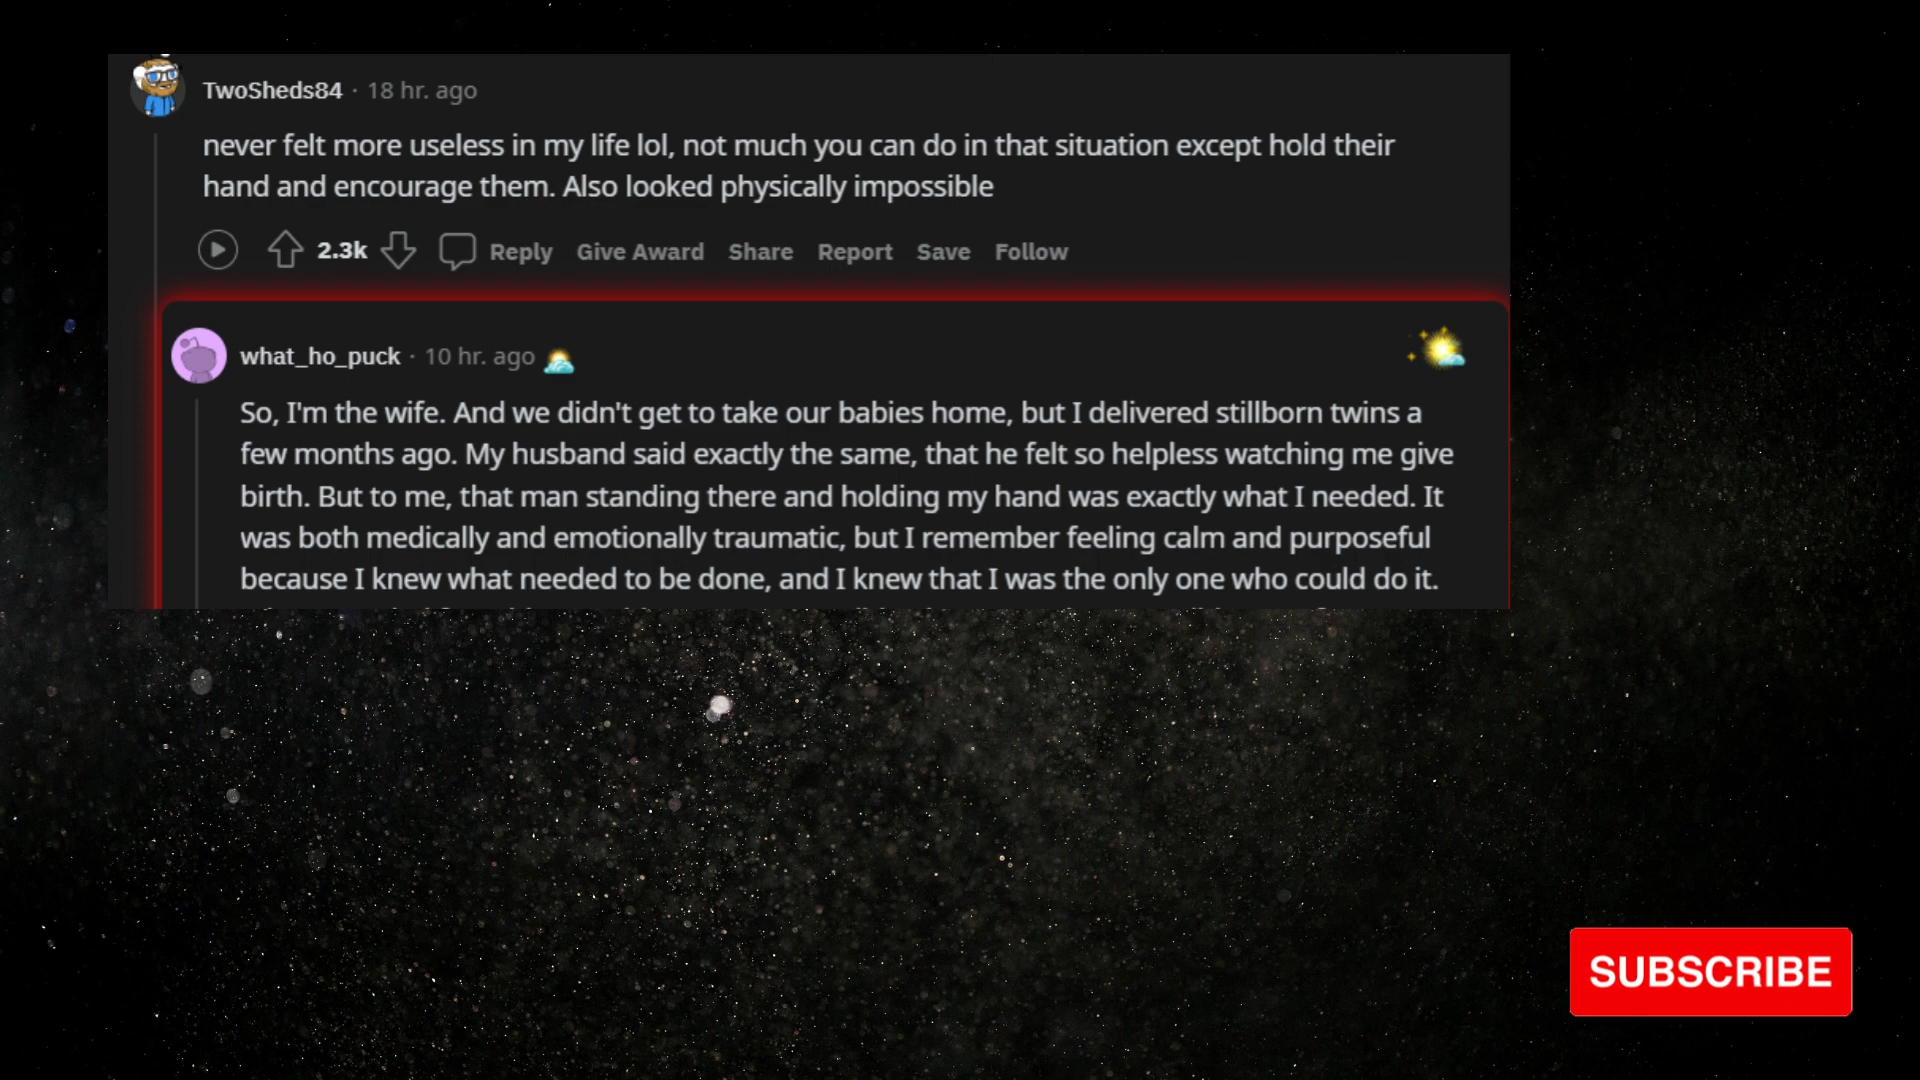 TwoSheds84 · 18 hr. ago
never felt more useless in my life lol, not much you can do in that situation except hold their
hand and encourage them. Also looked physically impossible
2.3k Reply Give Award Share Report Save Follow
what_ho_puck · 10 hr. ago
So, I'm the wife. And we didn't get to take our babies home, but I delivered stillborn twins a
few months ago. My husband said exactly the same, that he felt so helpless watching me give
birth. But to me, that man standing there and holding my hand was exactly what I needed. It
was both medically and emotionally traumatic, but I remember feeling calm and purposeful
because I knew what needed to be done, and I knew that I was the only one who could do it.
SUBSCRIBE